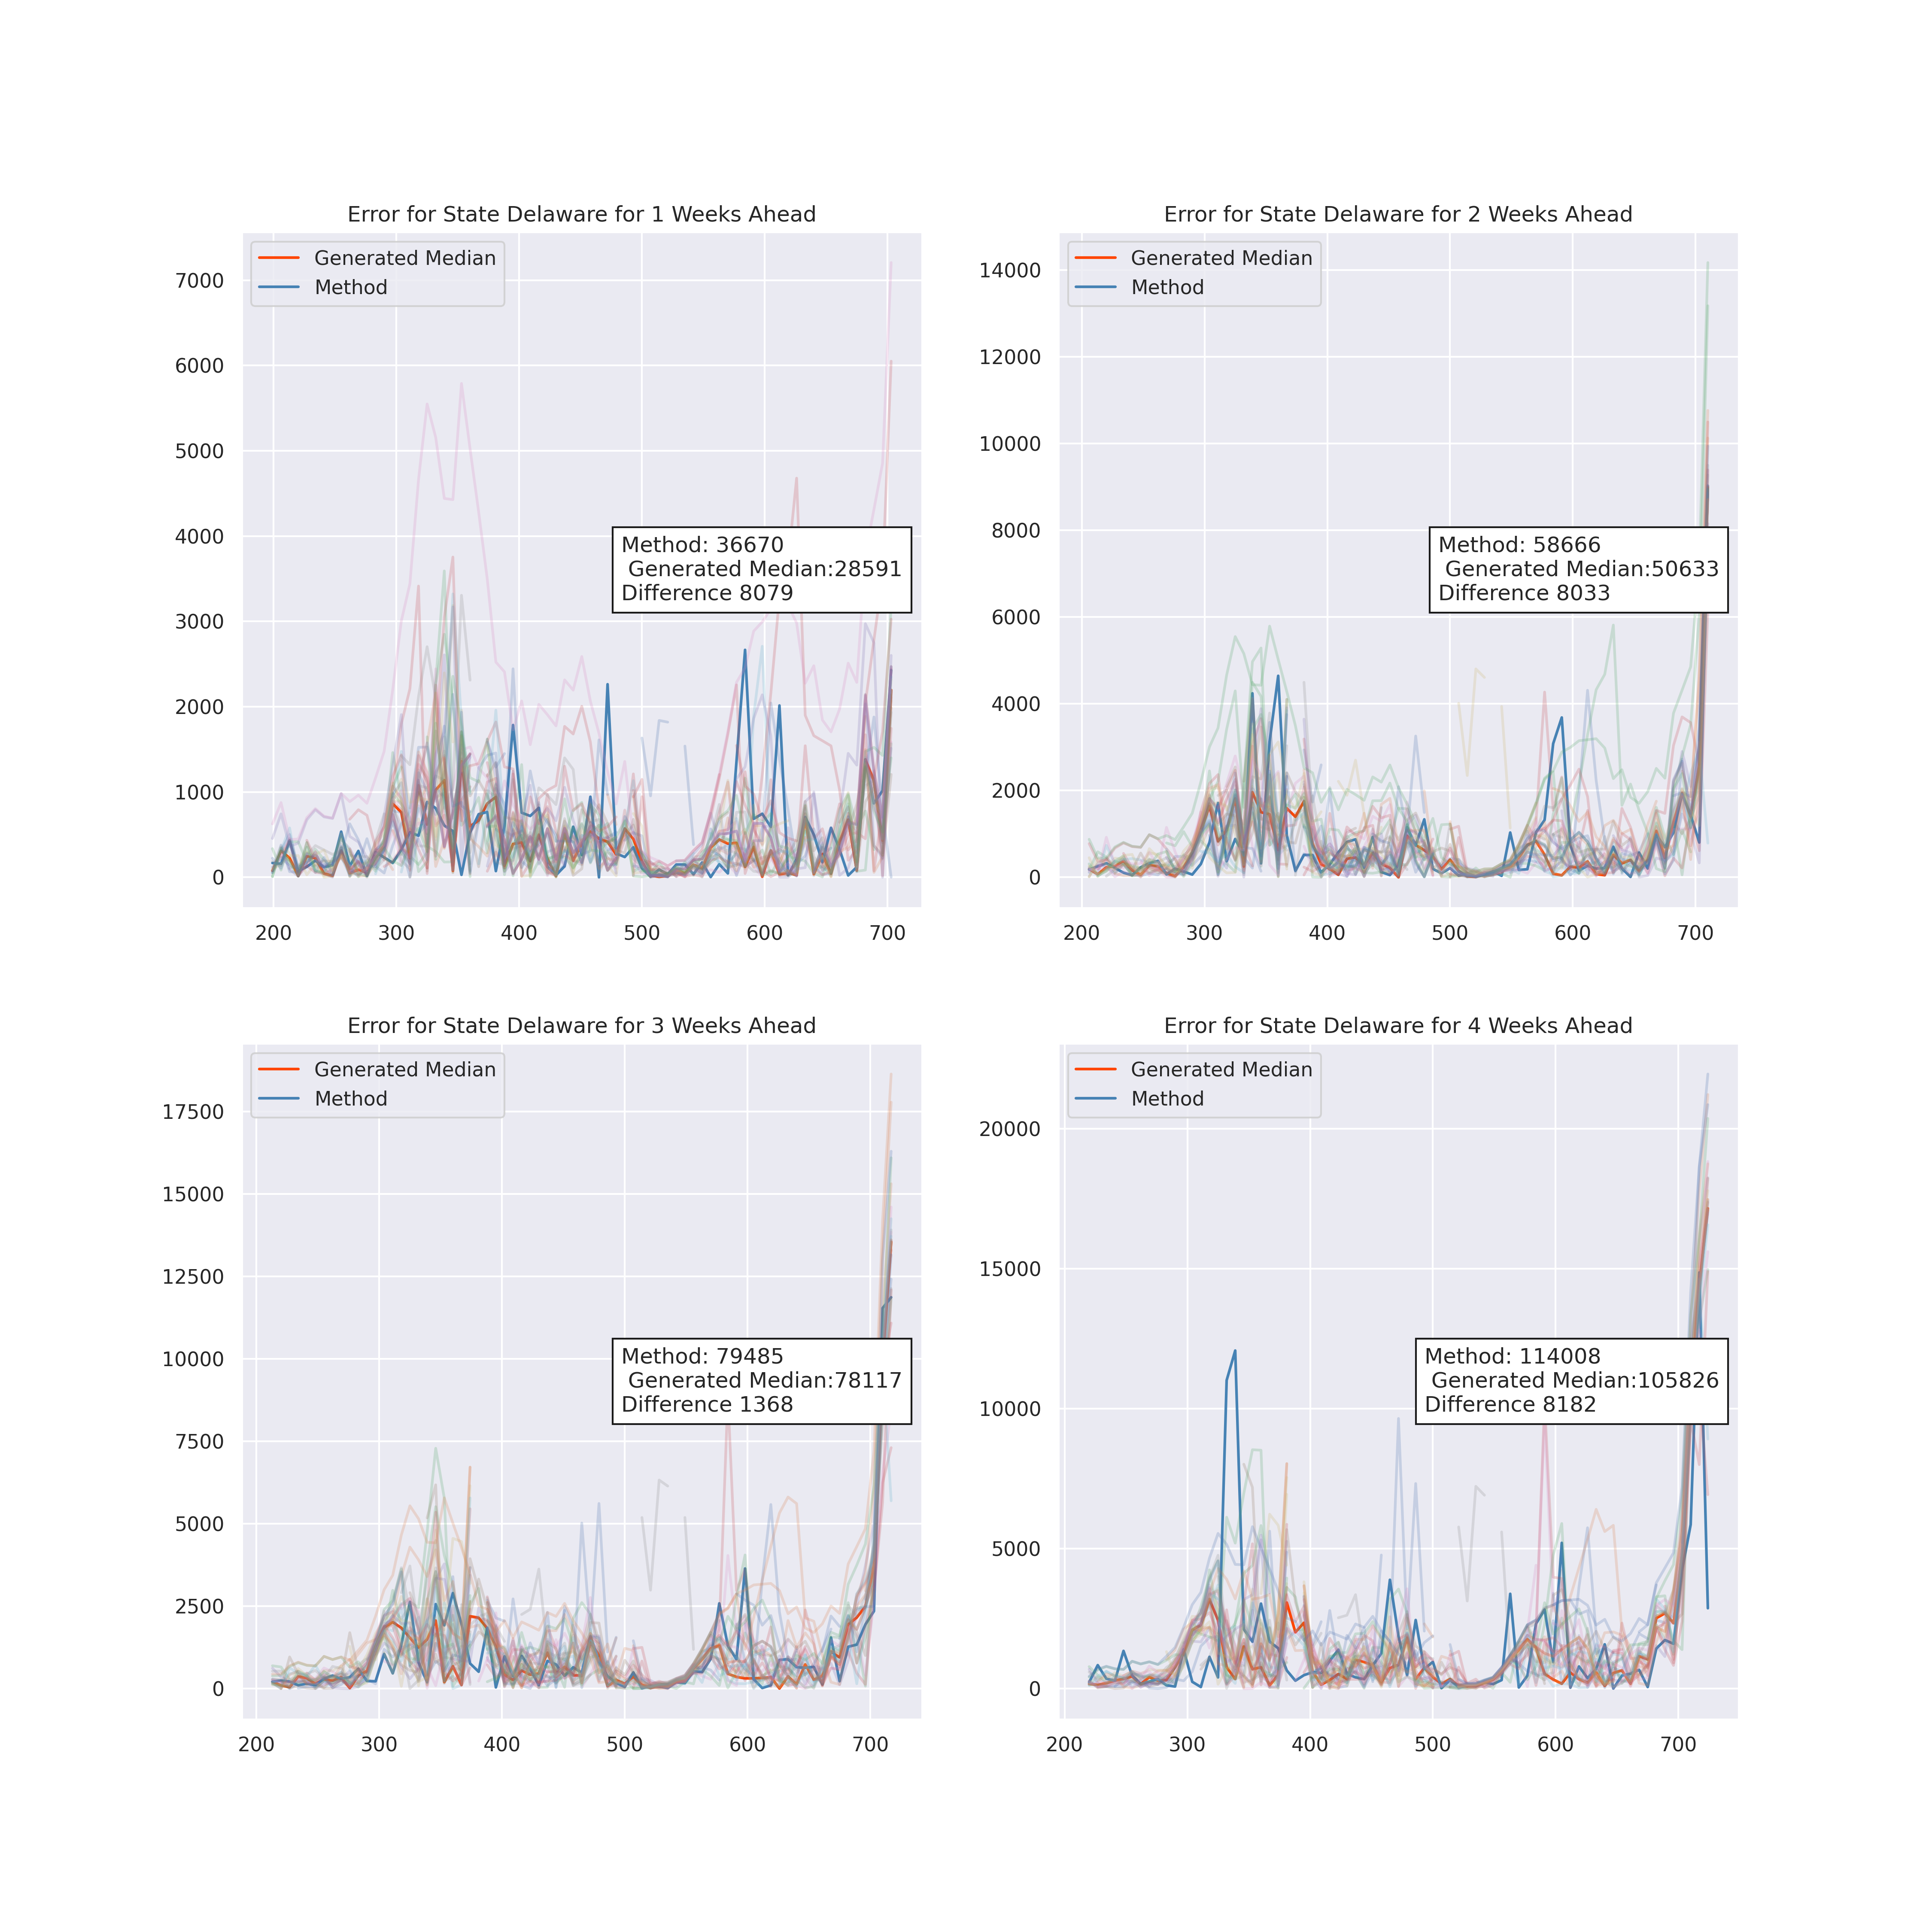 Error for State Delaware for 1 Weeks Ahead
Generated Median
Method
7000
6000
5000
4000
3000
2000
1000
0
Method: 36670
Generated Median:28591
Difference 8079
200 300 400 500 600 700
Error for State Delaware for 2 Weeks Ahead
Generated Median
Method
14000
12000
10000
8000
6000
4000
2000
0
Method: 58666
Generated Median:50633
Difference 8033
200 300 400 500 600 700
Error for State Delaware for 3 Weeks Ahead
Generated Median
Method
17500
15000
12500
10000
7500
5000
2500
0
Method: 79485
Generated Median:78117
Difference 1368
200 300 400 500 600 700
Error for State Delaware for 4 Weeks Ahead
Generated Median
Method
20000
15000
10000
5000
0
Method: 114008
Generated Median:105826
Difference 8182
200 300 400 500 600 700